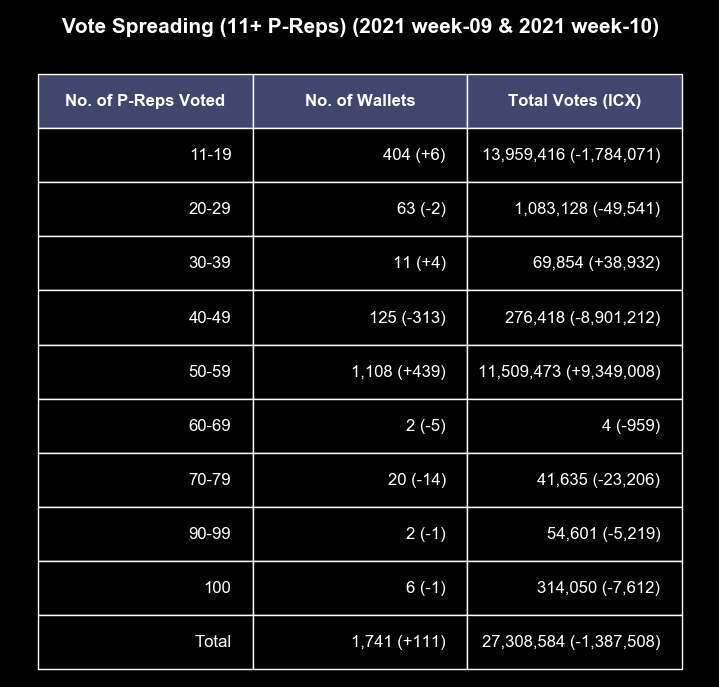 Vote Spreading (11+ P-Reps) (2021 week-09 & 2021 week-10)
No. of P-Reps Voted No. of Wallets Total Votes (ICX)
11-19 404 (+6) 13,959,416 (-1,784,071)
20-29 63 (-2) 1,083,128 (-49,541)
30-39 11 (+4) 69,854 (+38,932)
40-49 125 (-313) 276,418 (-8,901,212)
50-59 1,108 (+439) 11,509,473 (+9,349,008)
60-69 2 (-5) 4 (-959)
70-79 20 (-14) 41,635 (-23,206)
90-99 2 (-1) 54,601 (-5,219)
100 6 (-1) 314,050 (-7,612)
Total 1,741 (+111) 27,308,584 (-1,387,508)